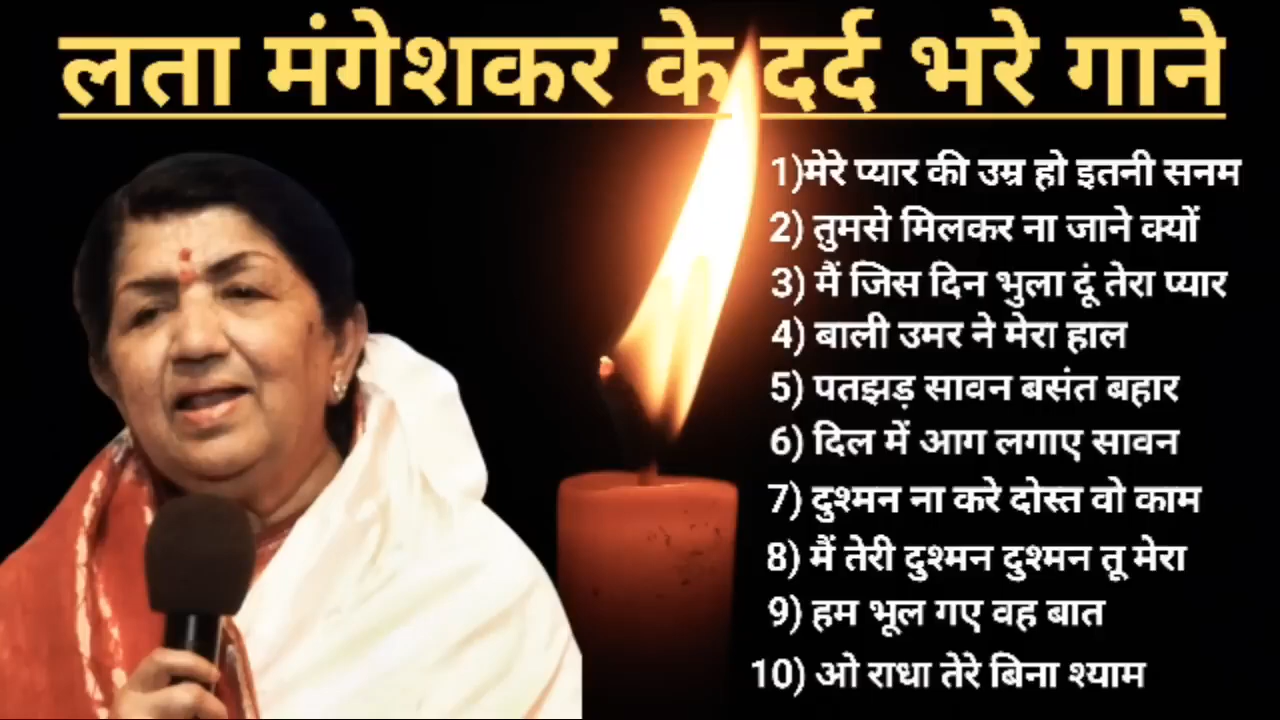 लता मंगेशकर के दर्द भरे गाने
1)मेरे प्यार की उम्र हो इतनी सनम
2) तुमसे मिलकर ना जाने क्यों
3) मैं जिस दिन भुला दूं तेरा प्यार
4) बाली उमर ने मेरा हाल
5) पतझड़ सावन बसंत बहार
6) दिल में आग लगाए सावन
7) दुश्मन ना करे दोस्त वो काम
8) मैं तेरी दुश्मन दुश्मन तू मेरा
9) हम भूल गए वह बात
10) ओ राधा तेरे बिना श्याम